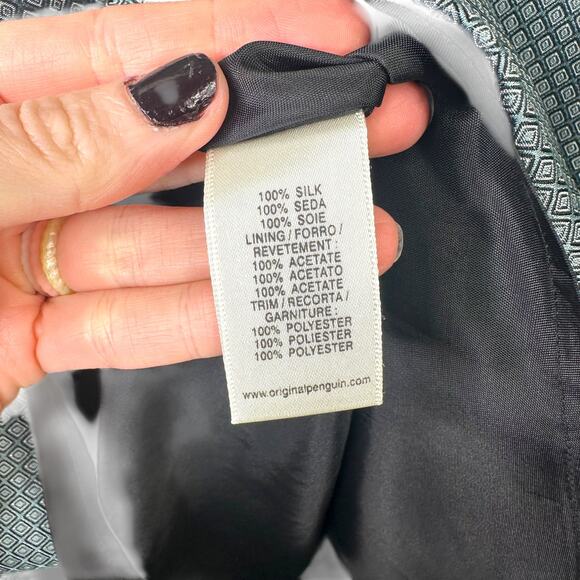 100% SILK
100% SEDA
100% SOIE
LINING / FORRO /
REVETEMENT :
100% ACETATE
100% ACETATO
100% ACETATE
TRIM / RECORTA /
GARNITURE :
100% POLYESTER
100% POLIESTER
100% POLYESTER
www.originalpenguin.com